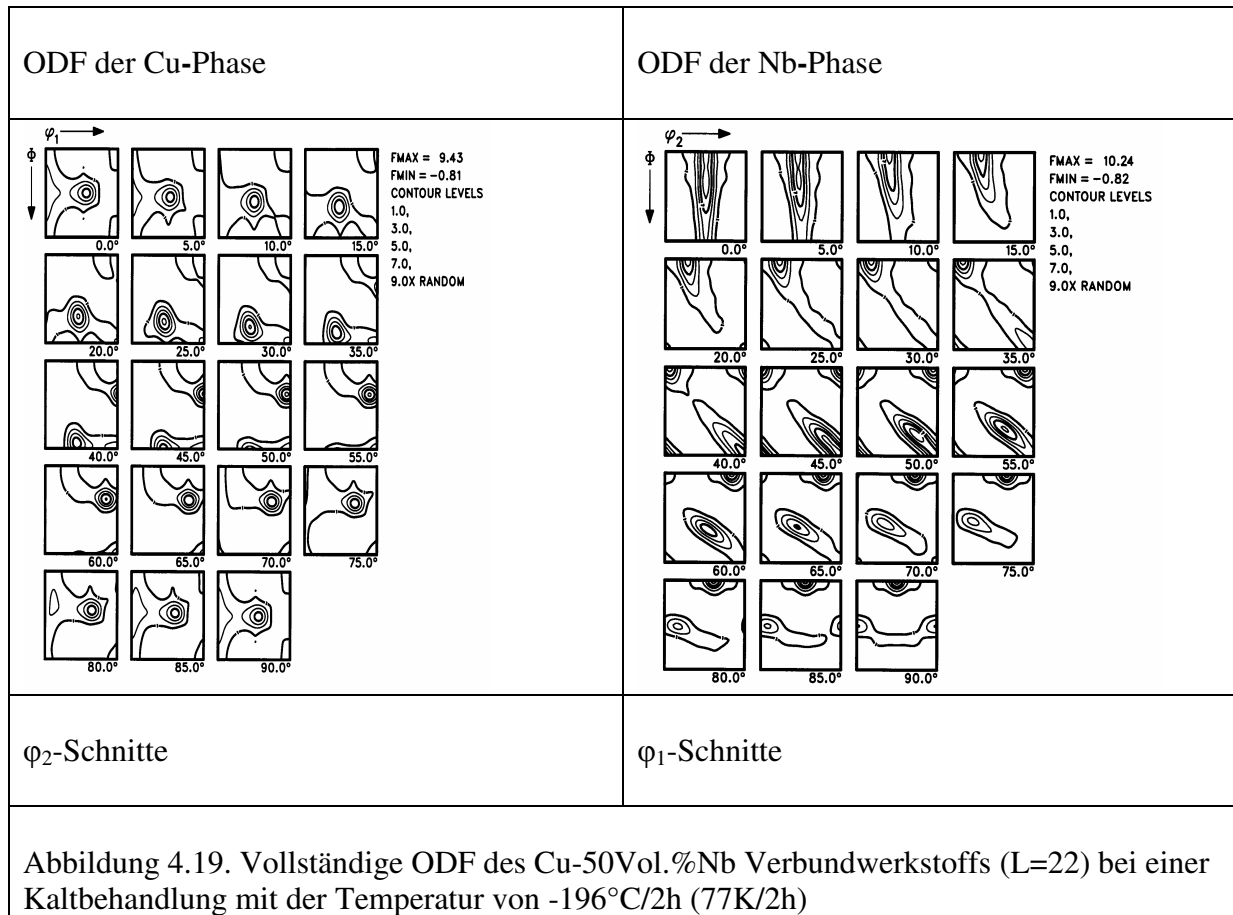 ODF der Cu-Phase
ODF der Nb-Phase
φ1
Φ
FMAX = 9.43
FMIN = -0.81
CONTOUR LEVELS
1.0,
3.0,
5.0,
7.0,
9.0X RANDOM
0.0° 5.0° 10.0° 15.0°
20.0° 25.0° 30.0° 35.0°
40.0° 45.0° 50.0° 55.0°
60.0° 65.0° 70.0° 75.0°
80.0° 85.0° 90.0°
φ2
Φ
FMAX = 10.24
FMIN = -0.82
CONTOUR LEVELS
1.0,
3.0,
5.0,
7.0,
9.0X RANDOM
0.0° 5.0° 10.0° 15.0°
20.0° 25.0° 30.0° 35.0°
40.0° 45.0° 50.0° 55.0°
60.0° 65.0° 70.0° 75.0°
80.0° 85.0° 90.0°
φ2-Schnitte
φ1-Schnitte
Abbildung 4.19. Vollständige ODF des Cu-50Vol.%Nb Verbundwerkstoffs (L=22) bei einer
Kaltbehandlung mit der Temperatur von -196°C/2h (77K/2h)